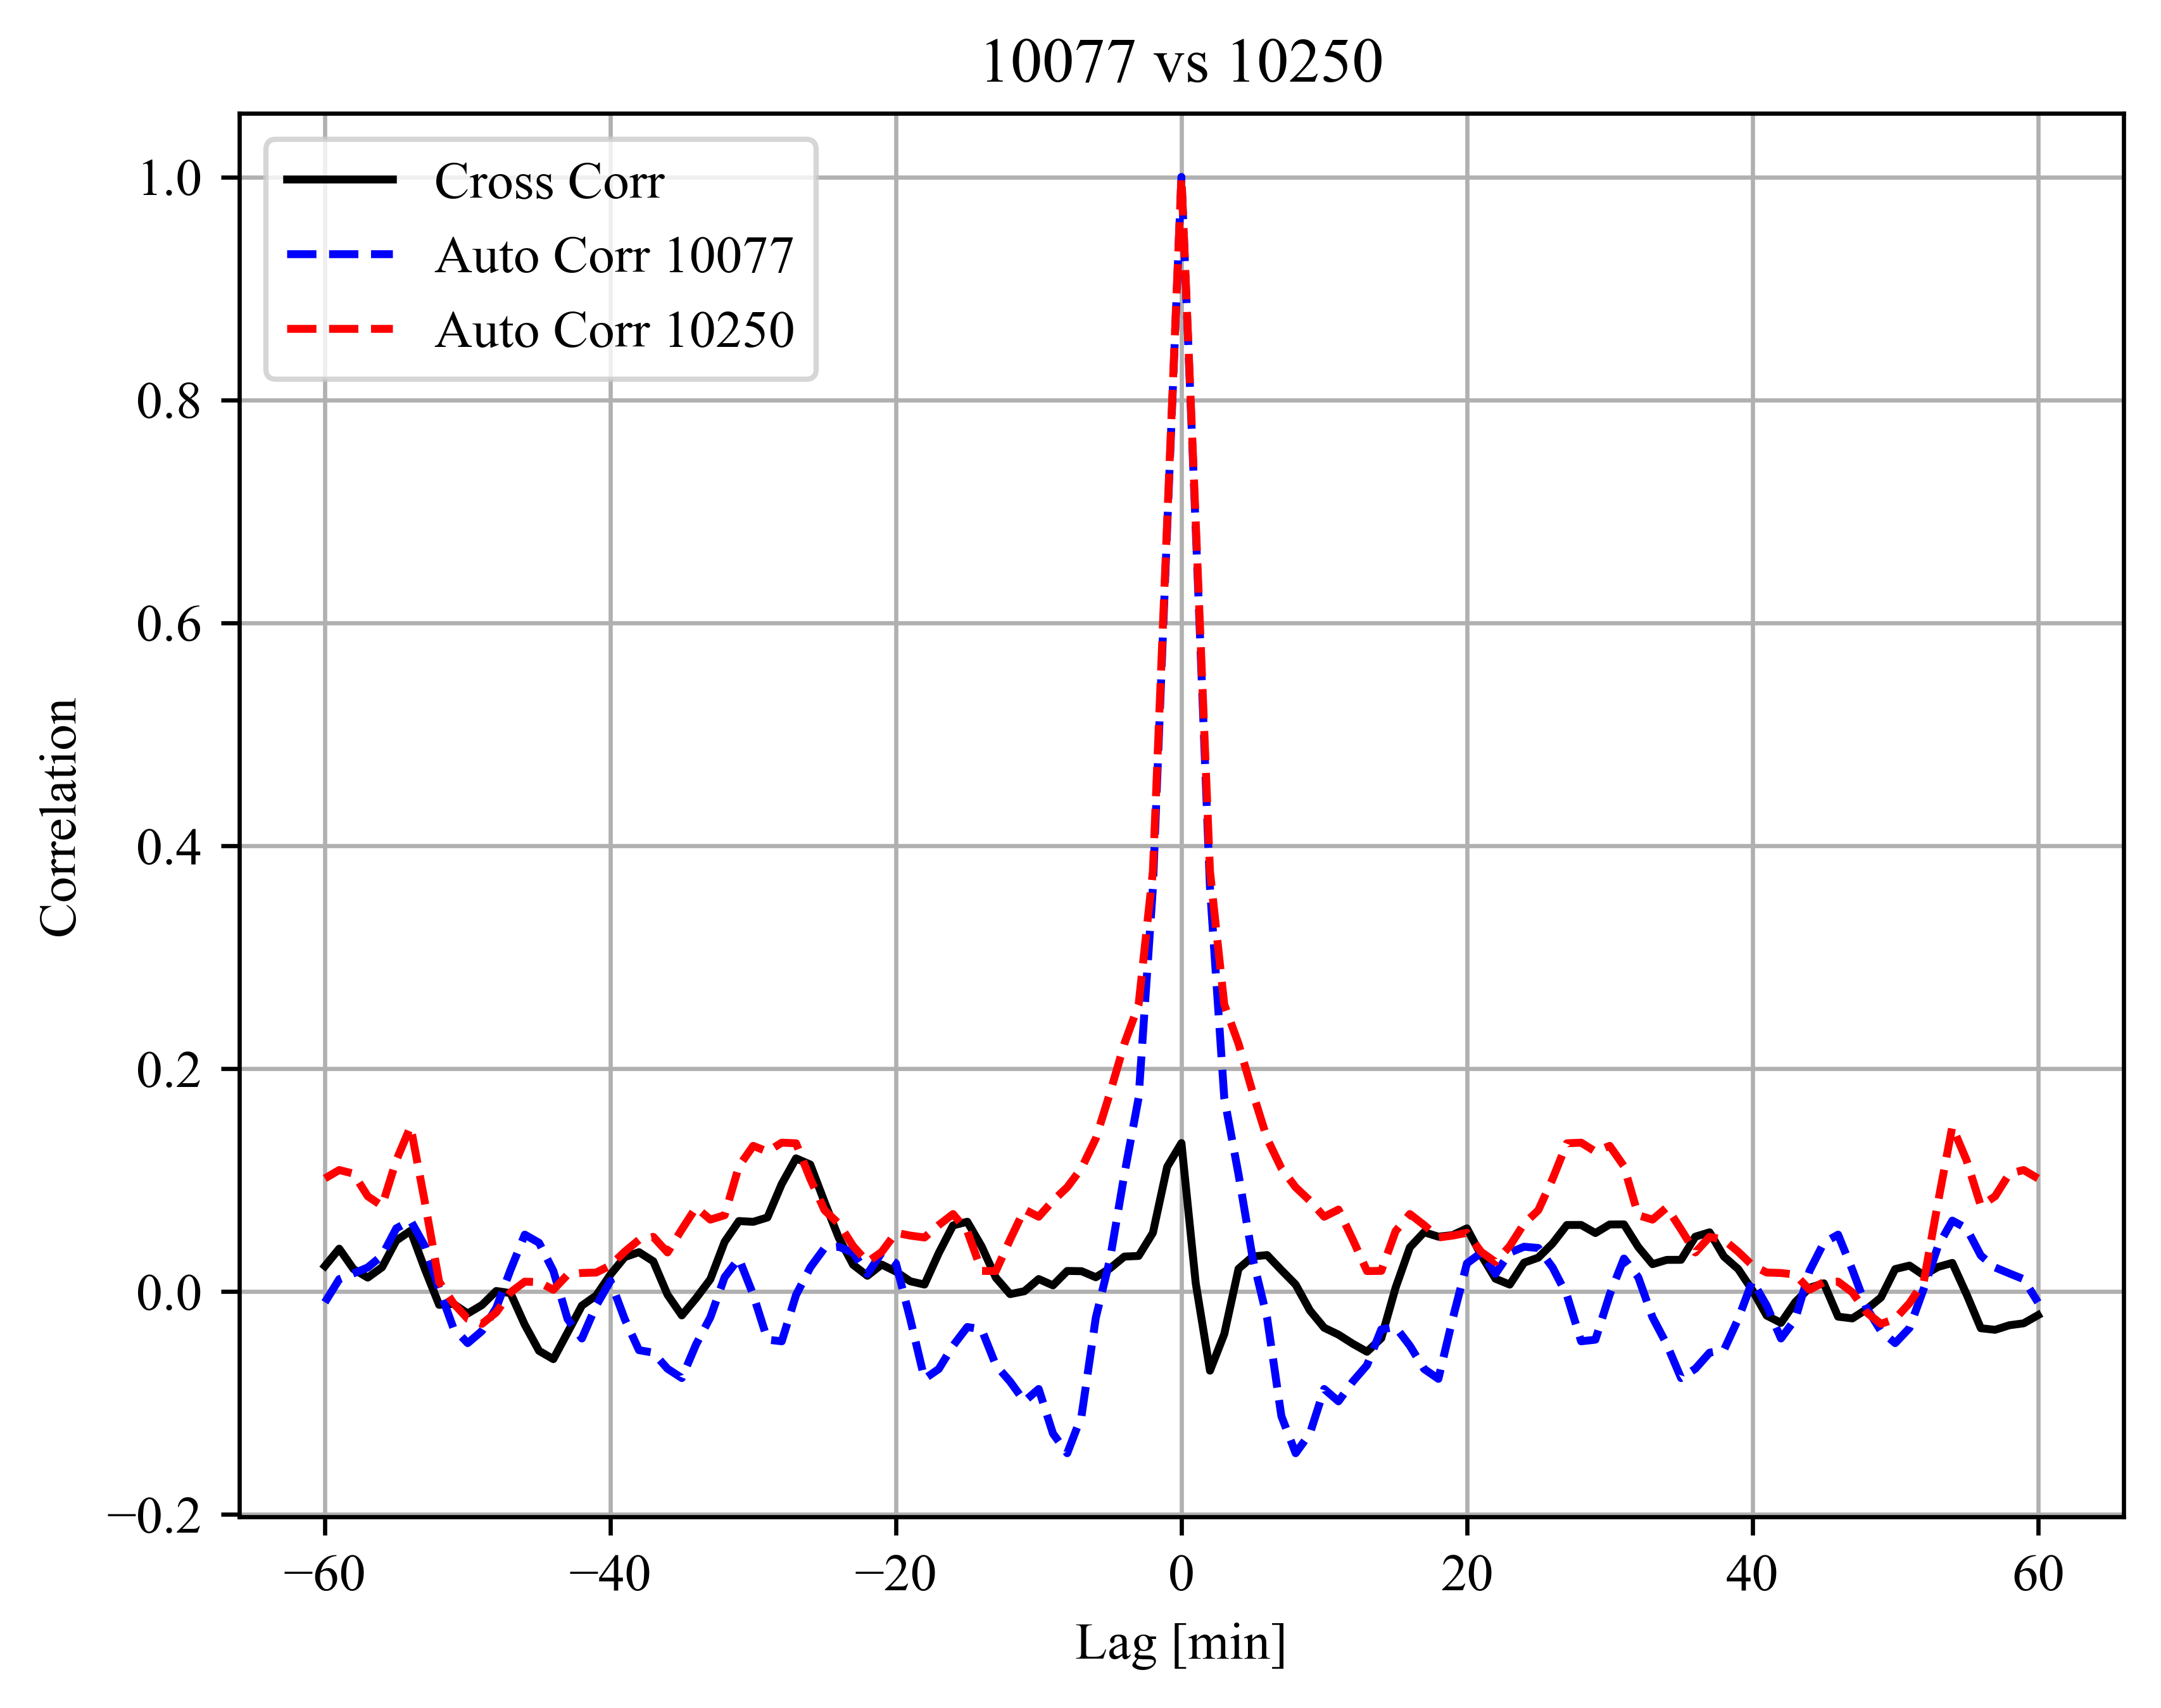 10077 vs 10250
Cross Corr
Auto Corr 10077
Auto Corr 10250
1.0
0.8
0.6
0.4
0.2
0.0
−0.2
Correlation
−60 −40 −20 0 20 40 60
Lag [min]